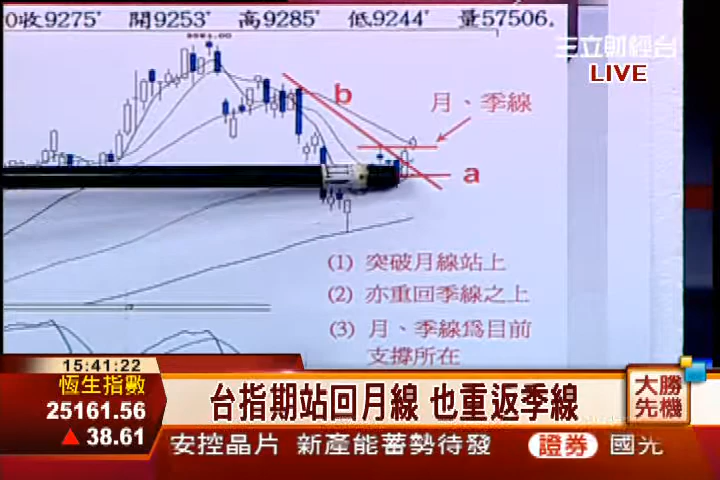 0收9275" 開9253" 高9285" 低9244" 量57506"
三立財經台
LIVE
b
月、季線
a
(1) 突破月線站上
(2) 亦重回季線之上
(3) 月、季線為目前
支撐所在
15:41:22
恆生指數
25161.56
▲ 38.61
台指期站回月線 也重返季線
大勝
先機
安控晶片 新產能蓄勢待發 證券 國光